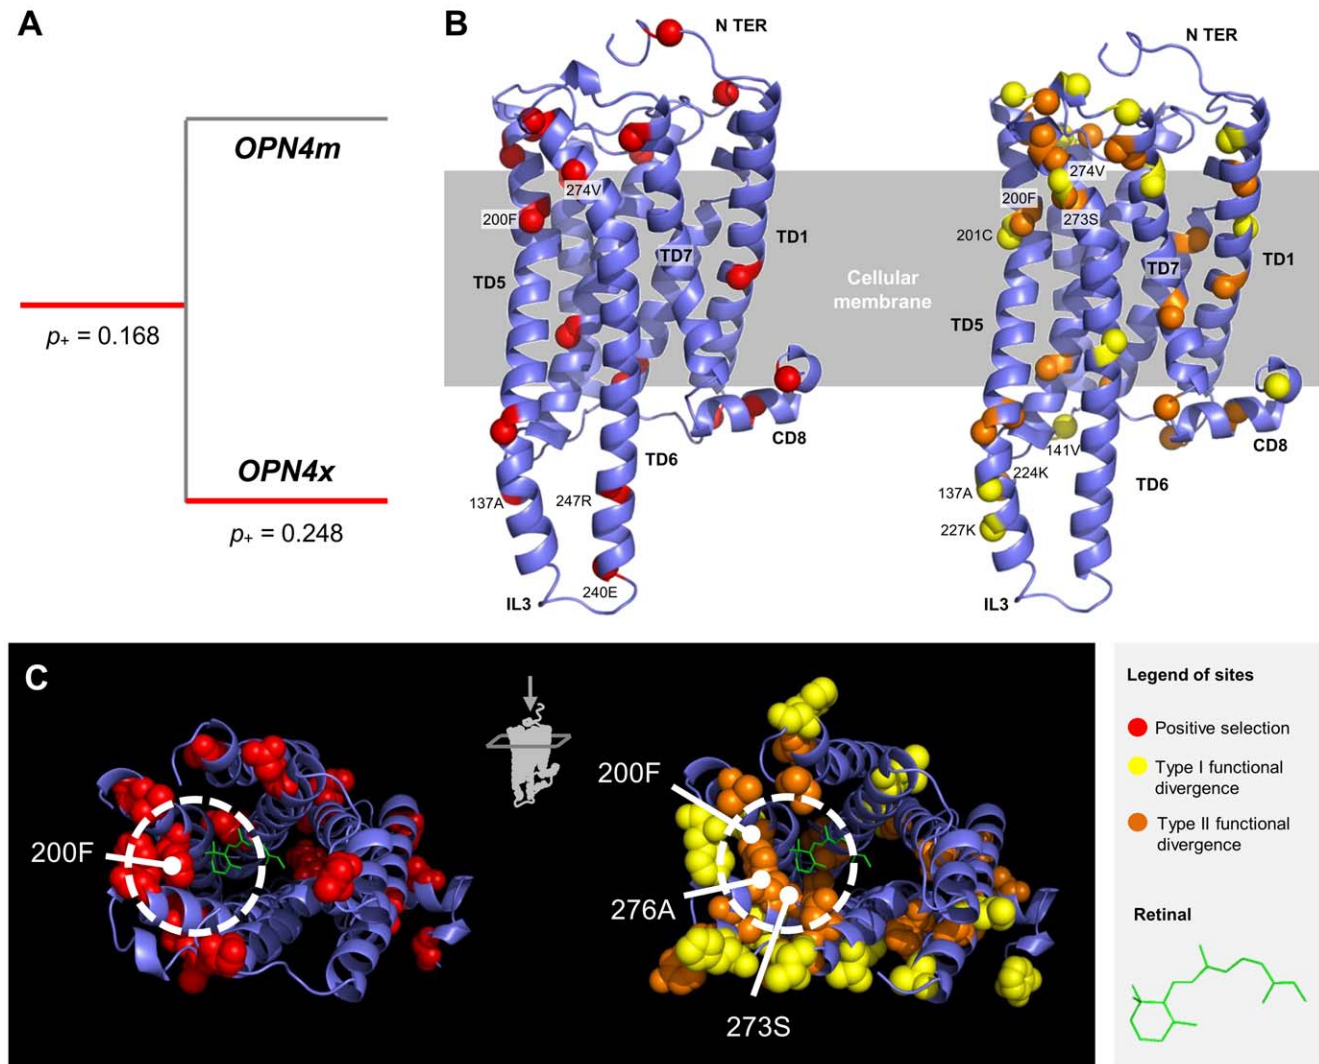 A
OPN4m
p+ = 0.168
OPN4x
p+ = 0.248
B
N TER
274V
200F
TD7
TD1
TD5
CD8
TD6
137A
247R
240E
IL3
Cellular
membrane
N TER
274V
200F
273S
201C
TD7
TD1
TD5
141V
CD8
224K
137A
TD6
227K
IL3
C
200F
200F
276A
273S
Legend of sites
Positive selection
Type I functional
divergence
Type II functional
divergence
Retinal